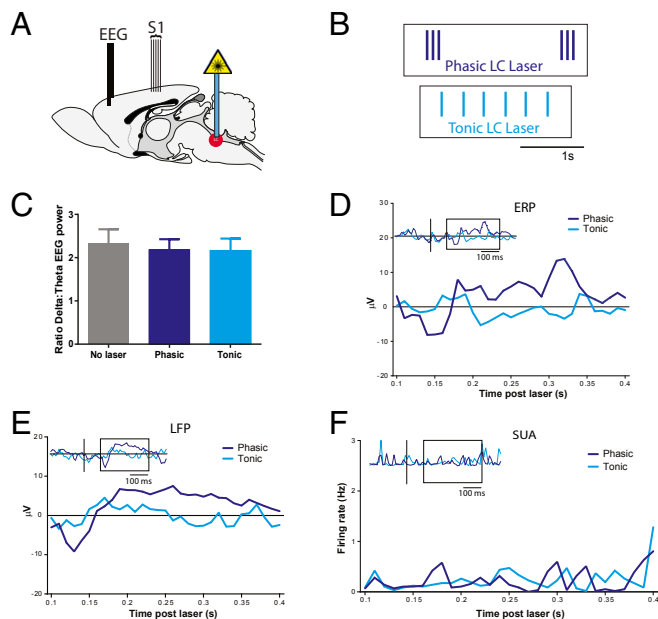 A
EEG
S1
B
Phasic LC Laser
Tonic LC Laser
1s
C
Ratio Delta: Theta EEG power
3
2
1
0
No laser
Phasic
Tonic
D
ERP
Phasic
Tonic
100 ms
µV
30
20
10
0
-10
-20
0.1
0.15
0.2
0.25
0.3
0.35
0.4
Time post laser (s)
E
LFP
Phasic
Tonic
100 ms
µV
20
10
0
-10
-20
0.1
0.15
0.2
0.25
0.3
0.35
0.4
Time post laser (s)
F
SUA
Phasic
Tonic
100 ms
Firing rate (Hz)
3
2
1
0
0.1
0.15
0.2
0.25
0.3
0.35
0.4
Time post laser (s)